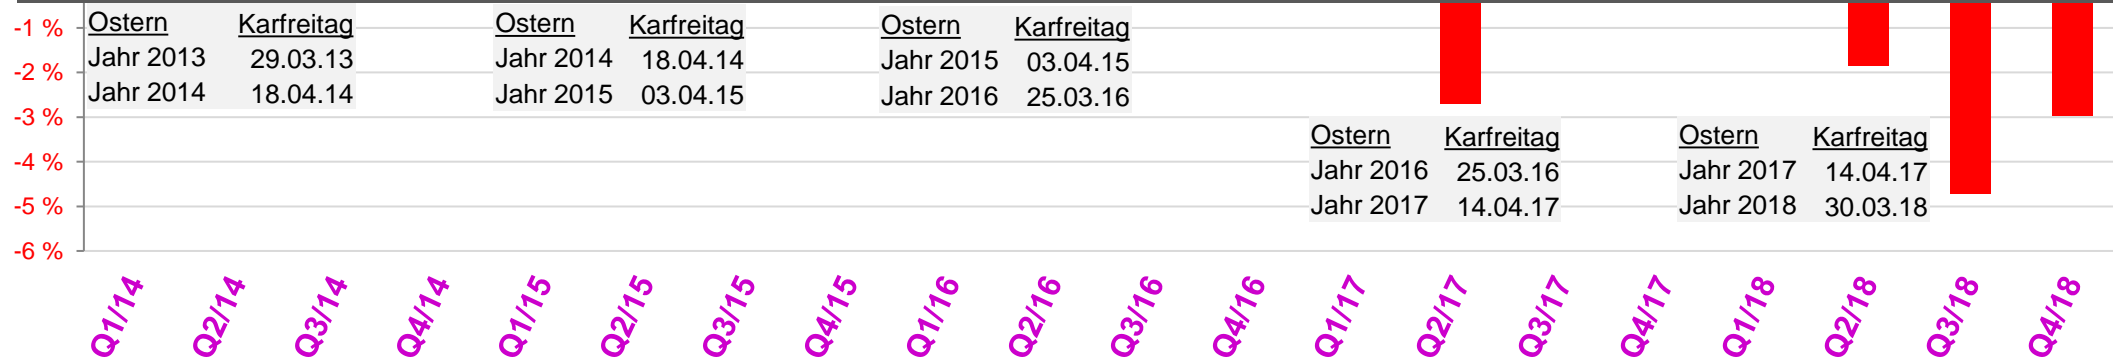 -1 %
-2 %
-3 %
-4 %
-5 %
-6 %
Ostern Karfreitag
Jahr 2013 29.03.13
Jahr 2014 18.04.14
Ostern Karfreitag
Jahr 2014 18.04.14
Jahr 2015 03.04.15
Ostern Karfreitag
Jahr 2015 03.04.15
Jahr 2016 25.03.16
Ostern Karfreitag
Jahr 2016 25.03.16
Jahr 2017 14.04.17
Ostern Karfreitag
Jahr 2017 14.04.17
Jahr 2018 30.03.18
Q1/14 Q2/14 Q3/14 Q4/14 Q1/15 Q2/15 Q3/15 Q4/15 Q1/16 Q2/16 Q3/16 Q4/16 Q1/17 Q2/17 Q3/17 Q4/17 Q1/18 Q2/18 Q3/18 Q4/18